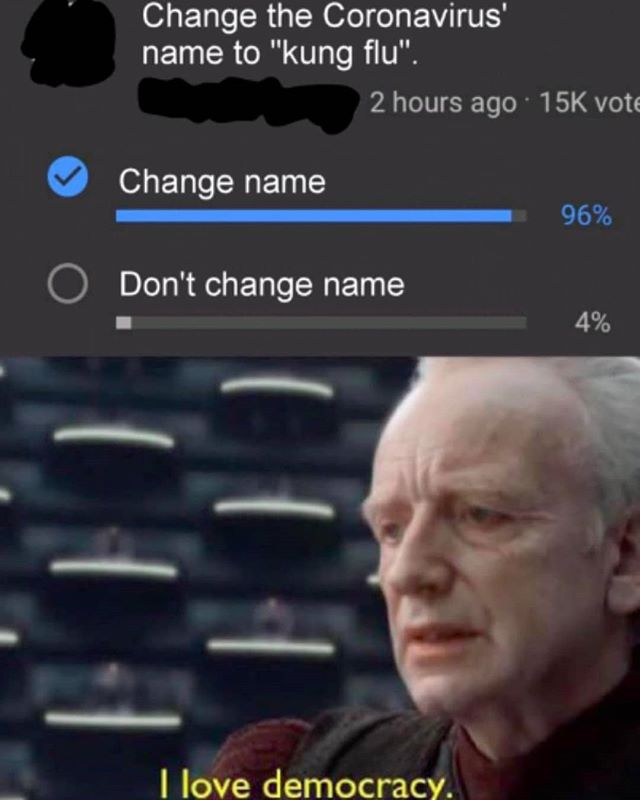 Change the Coronavirus'
name to "kung flu".
2 hours ago · 15K vote
Change name
96%
Don't change name
4%
I love democracy.